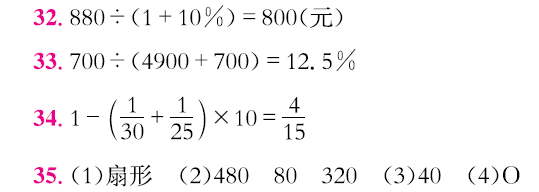 32. 880÷(1+10%)=800(元)
33. 700÷(4900+700)=12.5%
34. 1-(1/30+1/25)×10=4/15
35. (1)扇形 (2)480 80 320 (3)40 (4)O